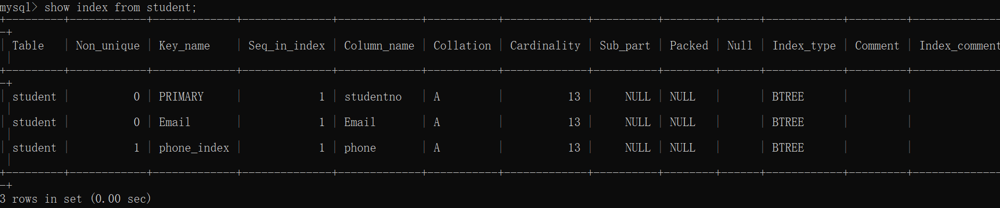 mysql> show index from student;
+---------+------------+-------------+--------------+-------------+-----------+-------------+----------+--------+------+------------+---------+--------------
-+
| Table   | Non_unique | Key_name    | Seq_in_index | Column_name | Collation | Cardinality | Sub_part | Packed | Null | Index_type | Comment | Index_comment
 |
+---------+------------+-------------+--------------+-------------+-----------+-------------+----------+--------+------+------------+---------+--------------
-+
| student |          0 | PRIMARY     |            1 | studentno   | A         |          13 |     NULL | NULL   |      | BTREE      |         |
 |
| student |          0 | Email       |            1 | Email       | A         |          13 |     NULL | NULL   |      | BTREE      |         |
 |
| student |          1 | phone_index |            1 | phone       | A         |          13 |     NULL | NULL   |      | BTREE      |         |
 |
+---------+------------+-------------+--------------+-------------+-----------+-------------+----------+--------+------+------------+---------+--------------
-+
3 rows in set (0.00 sec)